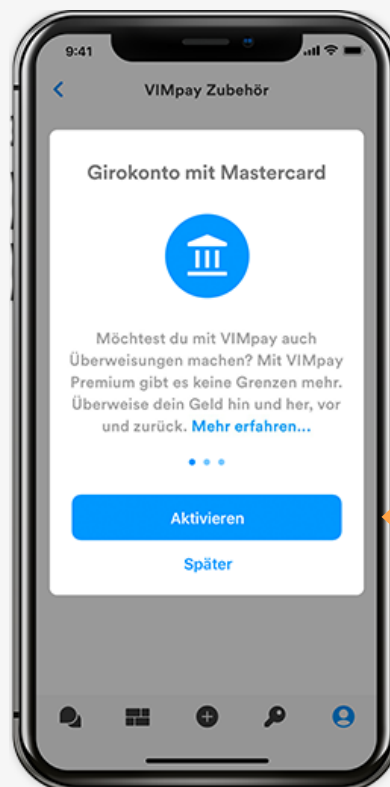 9:41
VIMpay Zubehör
Girokonto mit Mastercard
Möchtest du mit VIMpay auch
Überweisungen machen? Mit VIMpay
Premium gibt es keine Grenzen mehr.
Überweise dein Geld hin und her, vor
und zurück. Mehr erfahren...
Aktivieren
Später